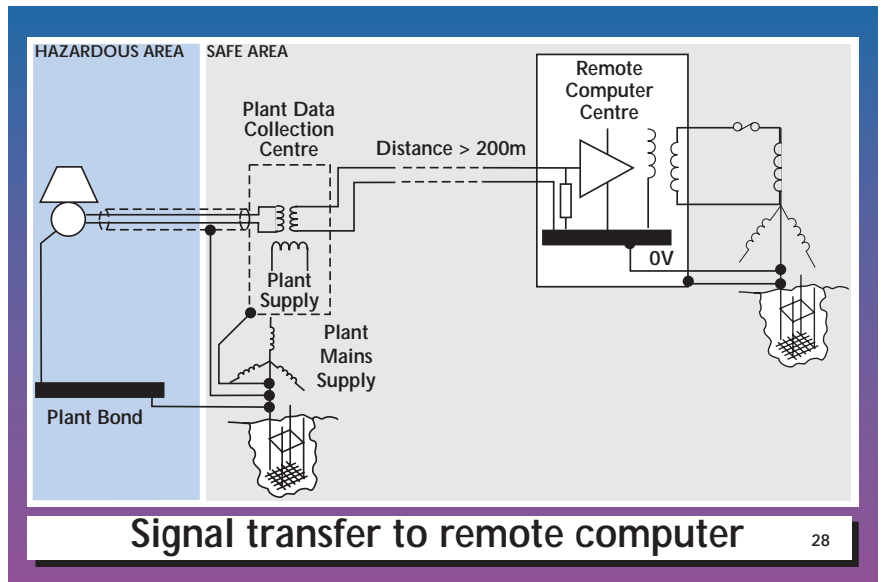 HAZARDOUS AREA
SAFE AREA
Plant Data
Collection
Centre
Distance > 200m
Remote
Computer
Centre
0V
Plant
Supply
Plant
Mains
Supply
Plant Bond
Signal transfer to remote computer
28